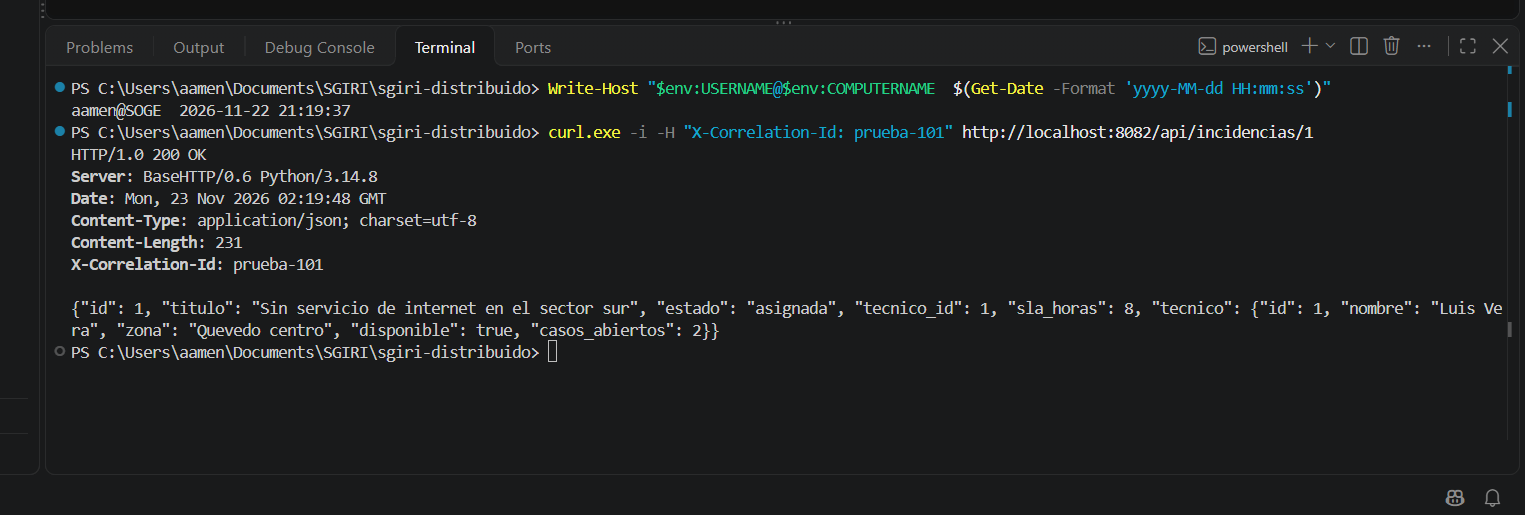 Problems Output Debug Console Terminal Ports powershell
PS C:\Users\aamen\Documents\SGIRI\sgiri-distribuido> Write-Host "$env:USERNAME@$env:COMPUTERNAME  $(Get-Date -Format 'yyyy-MM-dd HH:mm:ss')"
aamen@SOGE  2026-11-22 21:19:37
PS C:\Users\aamen\Documents\SGIRI\sgiri-distribuido> curl.exe -i -H "X-Correlation-Id: prueba-101" http://localhost:8082/api/incidencias/1
HTTP/1.0 200 OK
Server: BaseHTTP/0.6 Python/3.14.8
Date: Mon, 23 Nov 2026 02:19:48 GMT
Content-Type: application/json; charset=utf-8
Content-Length: 231
X-Correlation-Id: prueba-101
{"id": 1, "titulo": "Sin servicio de internet en el sector sur", "estado": "asignada", "tecnico_id": 1, "sla_horas": 8, "tecnico": {"id": 1, "nombre": "Luis Ve
ra", "zona": "Quevedo centro", "disponible": true, "casos_abiertos": 2}}
PS C:\Users\aamen\Documents\SGIRI\sgiri-distribuido>